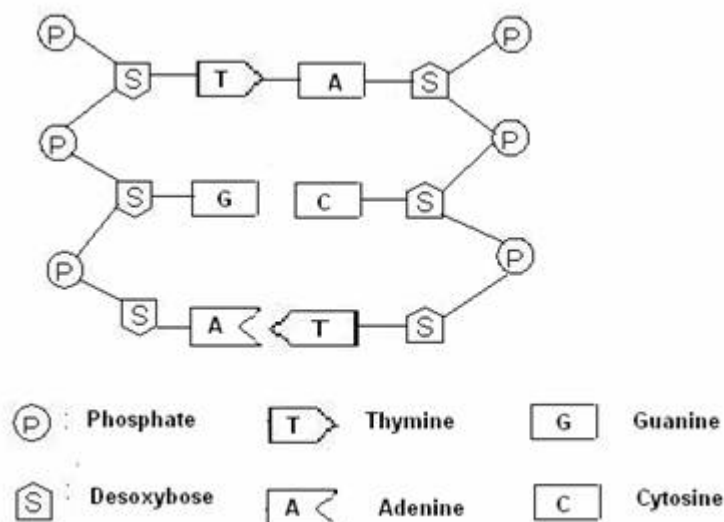 P P
S T A S
P P
S G C S
P P
S A T S
P : Phosphate T Thymine G Guanine
S : Desoxybose A Adenine C Cytosine